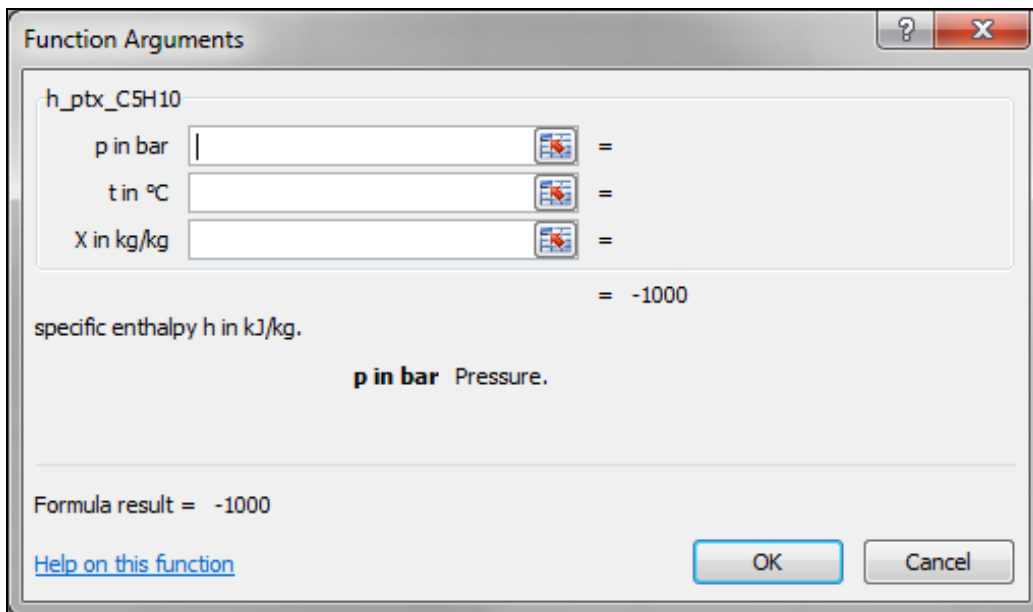 Function Arguments
h_ptx_C5H10
p in bar =
t in °C =
X in kg/kg =
= -1000
specific enthalpy h in kJ/kg.
p in bar Pressure.
Formula result = -1000
Help on this function OK Cancel